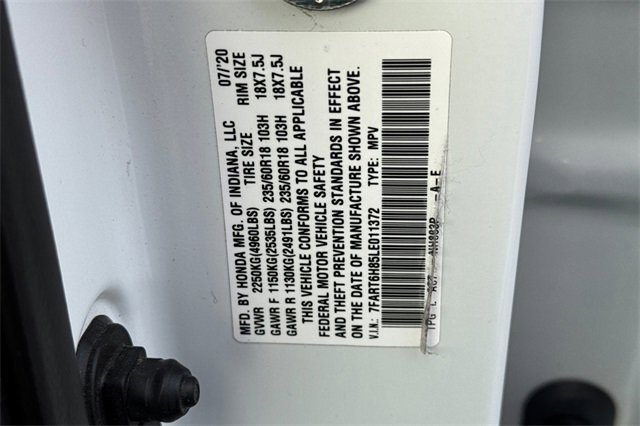 MFD. BY HONDA MFG. OF INDIANA, LLC 07/'20
TIRE SIZE RIM SIZE
GVWR 2250KG(4960LBS)
GAWR F 1150KG(2535LBS) 235/60R18 103H 18X7.5J
GAWR R 1130KG(2491LBS) 235/60R18 103H 18X7.5J
THIS VEHICLE CONFORMS TO ALL APPLICABLE
FEDERAL MOTOR VEHICLE SAFETY
AND THEFT PREVENTION STANDARDS IN EFFECT
ON THE DATE OF MANUFACTURE SHOWN ABOVE.
V.I.N.: 7FART6H85LE011372 TYPE: MPV
TPG L -A-E